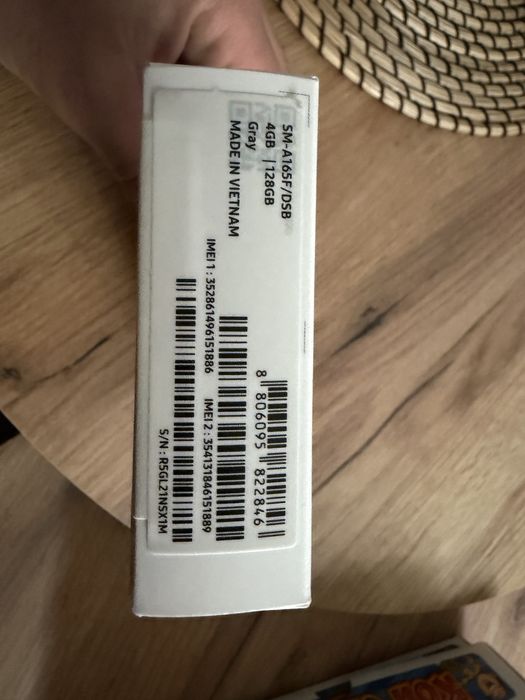 SM-A165F/DSB
4GB | 128GB
Gray
MADE IN VIETNAM
8 806095 822846
IMEI 1 : 352861496151886
IMEI 2 : 354131846151889
S/N : R5GL21NSX1M